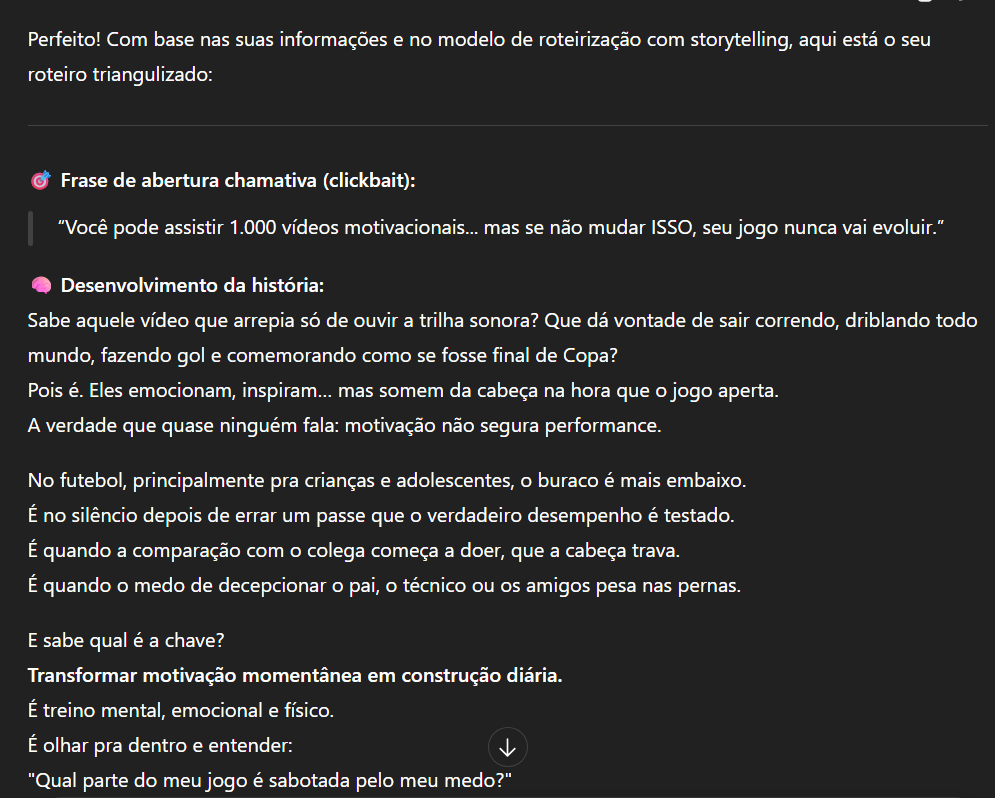 Perfeito! Com base nas suas informações e no modelo de roteirização com storytelling, aqui está o seu
roteiro triangulizado:
🎯 Frase de abertura chamativa (clickbait):
“Você pode assistir 1.000 vídeos motivacionais... mas se não mudar ISSO, seu jogo nunca vai evoluir.”
🧠 Desenvolvimento da história:
Sabe aquele vídeo que arrepia só de ouvir a trilha sonora? Que dá vontade de sair correndo, driblando todo
mundo, fazendo gol e comemorando como se fosse final de Copa?
Pois é. Eles emocionam, inspiram... mas somem da cabeça na hora que o jogo aperta.
A verdade que quase ninguém fala: motivação não segura performance.
No futebol, principalmente pra crianças e adolescentes, o buraco é mais embaixo.
É no silêncio depois de errar um passe que o verdadeiro desempenho é testado.
É quando a comparação com o colega começa a doer, que a cabeça trava.
É quando o medo de decepcionar o pai, o técnico ou os amigos pesa nas pernas.
E sabe qual é a chave?
Transformar motivação momentânea em construção diária.
É treino mental, emocional e físico.
É olhar pra dentro e entender:
"Qual parte do meu jogo é sabotada pelo meu medo?"